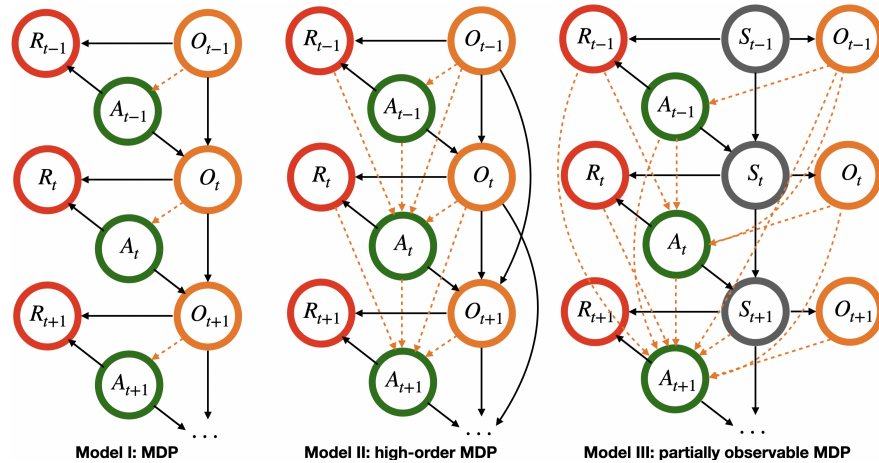 R_{t-1} O_{t-1} R_{t-1} O_{t-1} R_{t-1} S_{t-1} O_{t-1}
A_{t-1} A_{t-1} A_{t-1}
R_t O_t R_t O_t R_t S_t O_t
A_t A_t A_t
R_{t+1} O_{t+1} R_{t+1} O_{t+1} R_{t+1} S_{t+1} O_{t+1}
A_{t+1} A_{t+1} A_{t+1}
... ... ...
Model I: MDP Model II: high-order MDP Model III: partially observable MDP